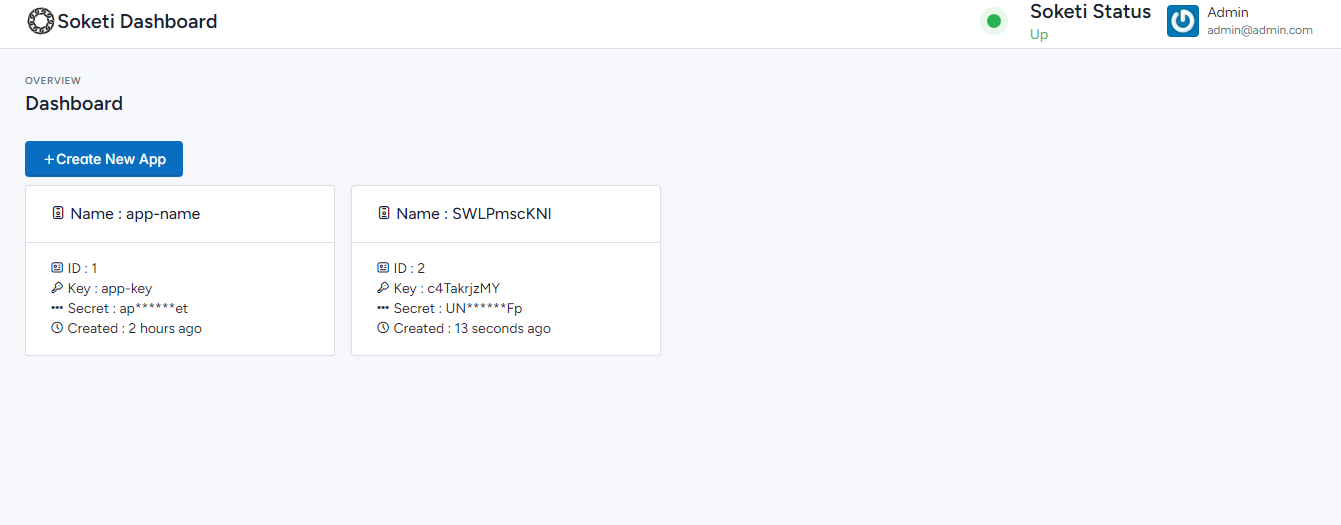 Soketi Dashboard
Soketi Status
Up
Admin
admin@admin.com
OVERVIEW
Dashboard
+Create New App
Name : app-name
ID : 1
Key : app-key
Secret : ap******et
Created : 2 hours ago
Name : SWLPmscKNI
ID : 2
Key : c4TakrjzMY
Secret : UN******Fp
Created : 13 seconds ago